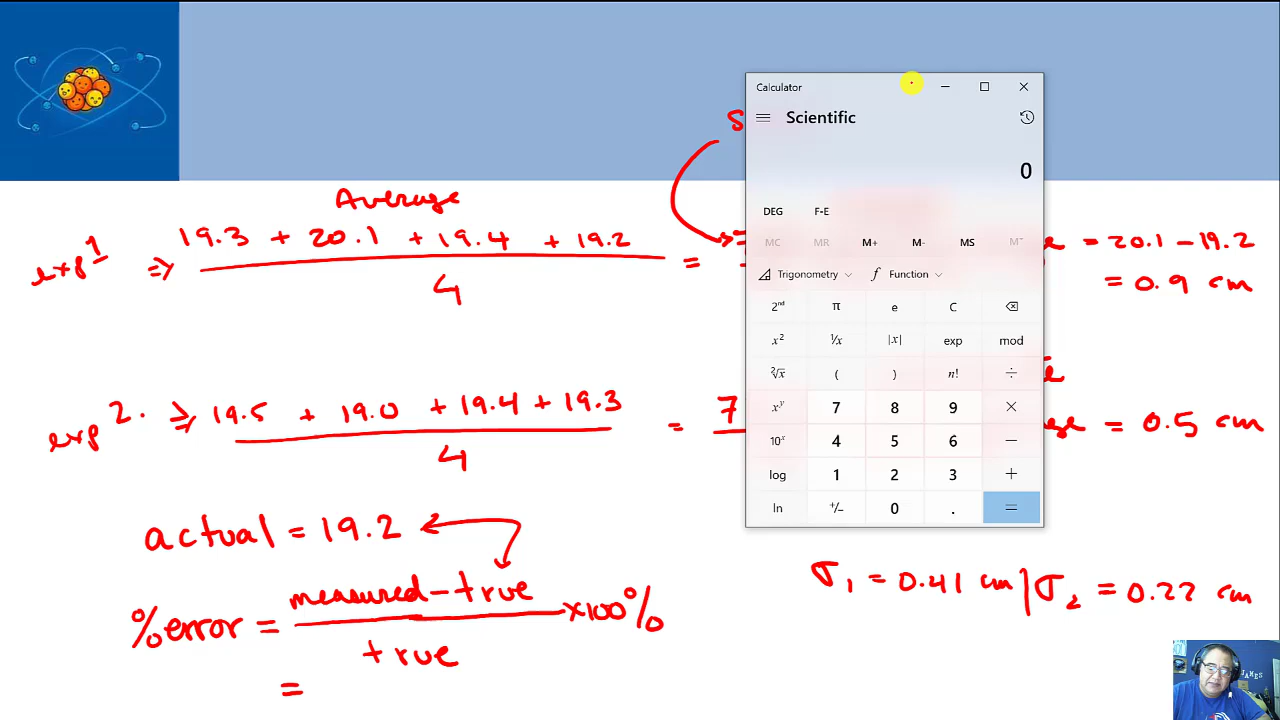 Average
exp 1 ⇒ 19.3 + 20.1 + 19.4 + 19.2 =
4
= 20.1 - 19.2
= 0.9 cm
exp 2. ⇒ 19.5 + 19.0 + 19.4 + 19.3 = 7
4
= 0.5 cm
actual = 19.2
%error = measured - true x100%
true
=
σ1 = 0.41 cm | σ2 = 0.22 cm
Calculator
Scientific
0
DEG F-E
MC MR M+ M- MS M˅
Trigonometry Function
2nd π e C
x² ¹/x |x| exp mod
²√x ( ) n! ÷
xʸ 7 8 9 ×
10ˣ 4 5 6 −
log 1 2 3 +
ln +/− 0 . =
JAMES